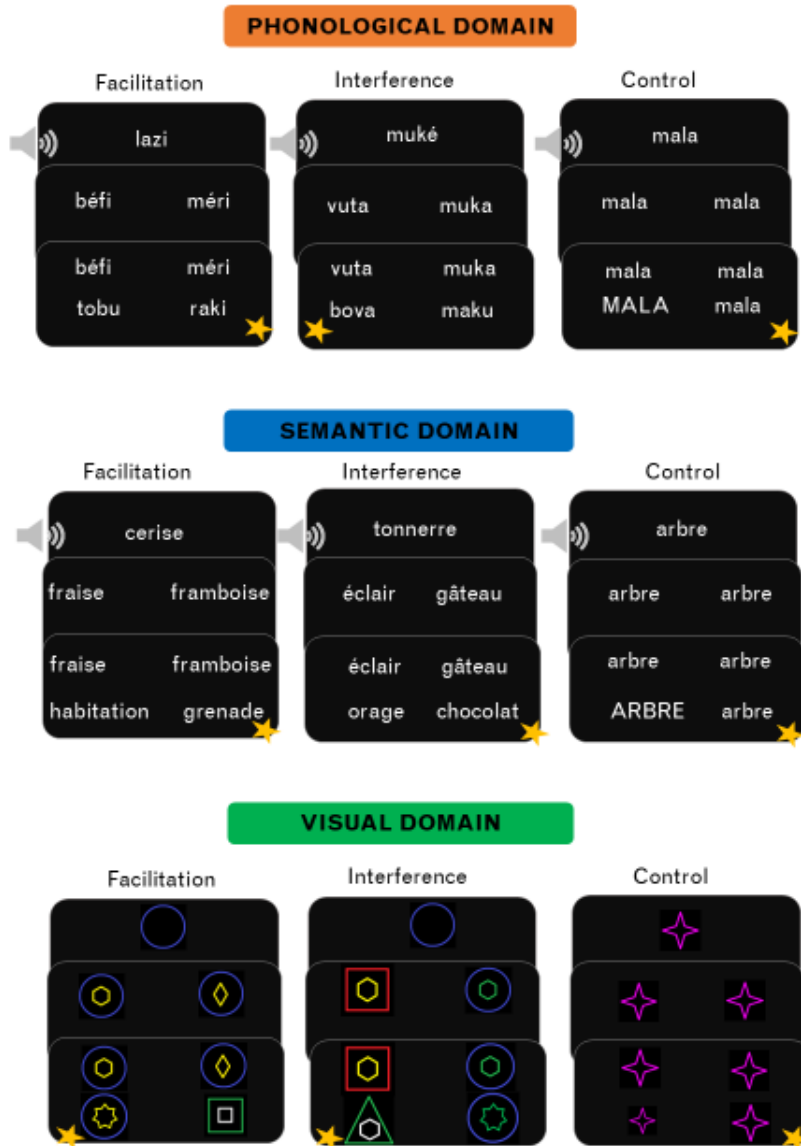 PHONOLOGICAL DOMAIN
Facilitation Interference Control
lazi muké mala
béfi méri vuta muka mala mala
béfi méri vuta muka mala mala
tobu raki bova maku MALA mala
SEMANTIC DOMAIN
Facilitation Interference Control
cerise tonnerre arbre
fraise framboise éclair gâteau arbre arbre
fraise framboise éclair gâteau arbre arbre
habitation grenade orage chocolat ARBRE arbre
VISUAL DOMAIN
Facilitation Interference Control